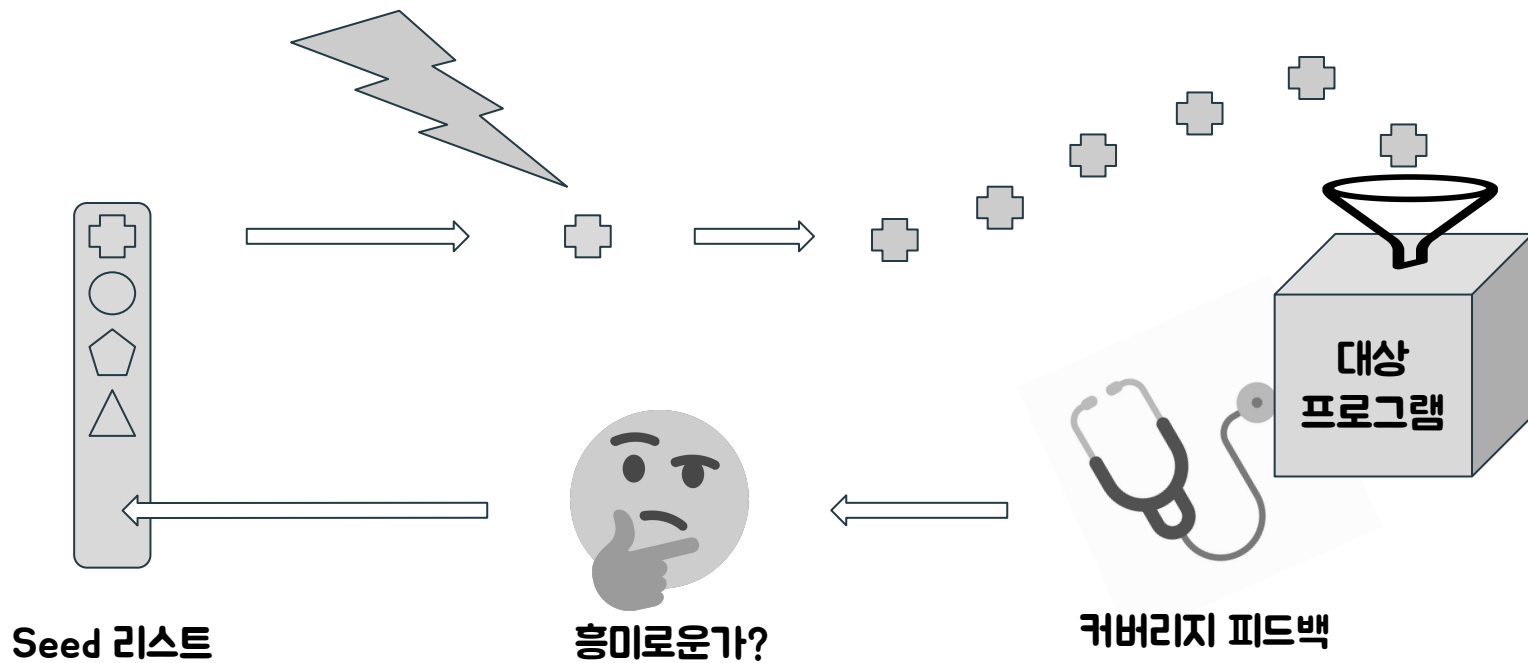 대상
프로그램
Seed 리스트
흥미로운가?
커버리지 피드백